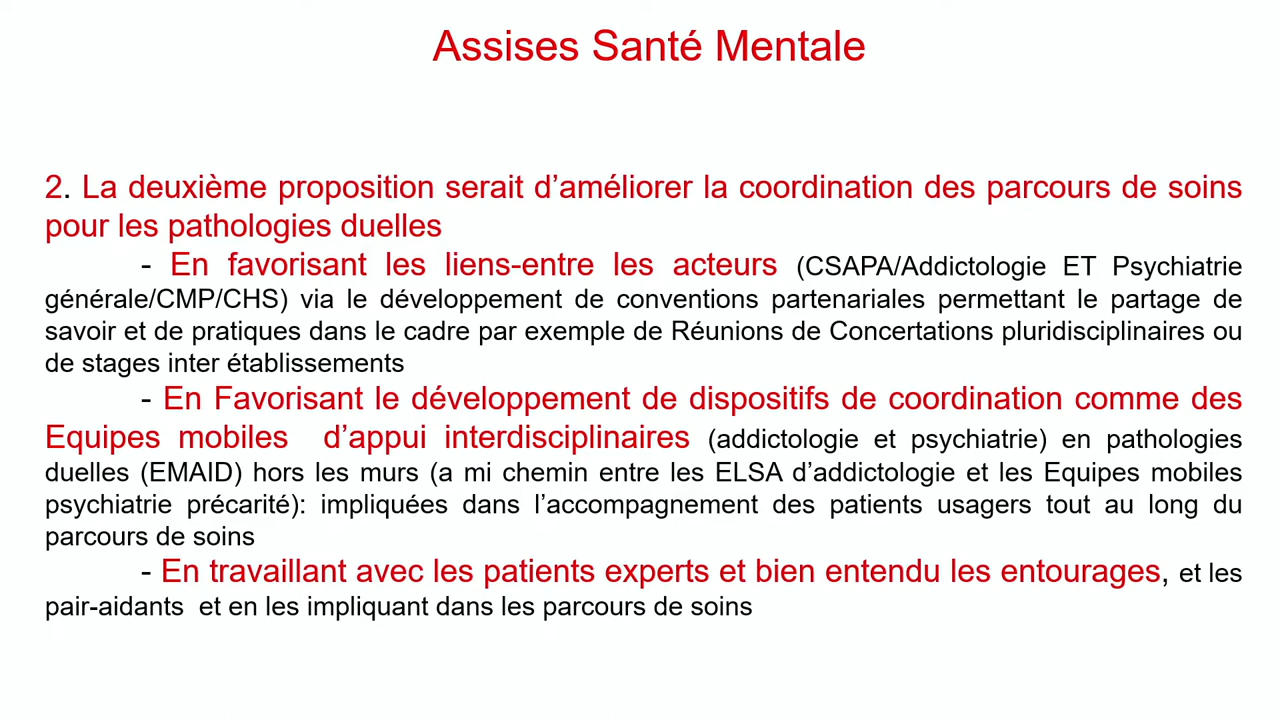 Assises Santé Mentale
2. La deuxième proposition serait d’améliorer la coordination des parcours de soins
pour les pathologies duelles
- En favorisant les liens-entre les acteurs (CSAPA/Addictologie ET Psychiatrie
générale/CMP/CHS) via le développement de conventions partenariales permettant le partage de
savoir et de pratiques dans le cadre par exemple de Réunions de Concertations pluridisciplinaires ou
de stages inter établissements
- En Favorisant le développement de dispositifs de coordination comme des
Equipes mobiles d’appui interdisciplinaires (addictologie et psychiatrie) en pathologies
duelles (EMAID) hors les murs (a mi chemin entre les ELSA d’addictologie et les Equipes mobiles
psychiatrie précarité): impliquées dans l’accompagnement des patients usagers tout au long du
parcours de soins
- En travaillant avec les patients experts et bien entendu les entourages, et les
pair-aidants et en les impliquant dans les parcours de soins